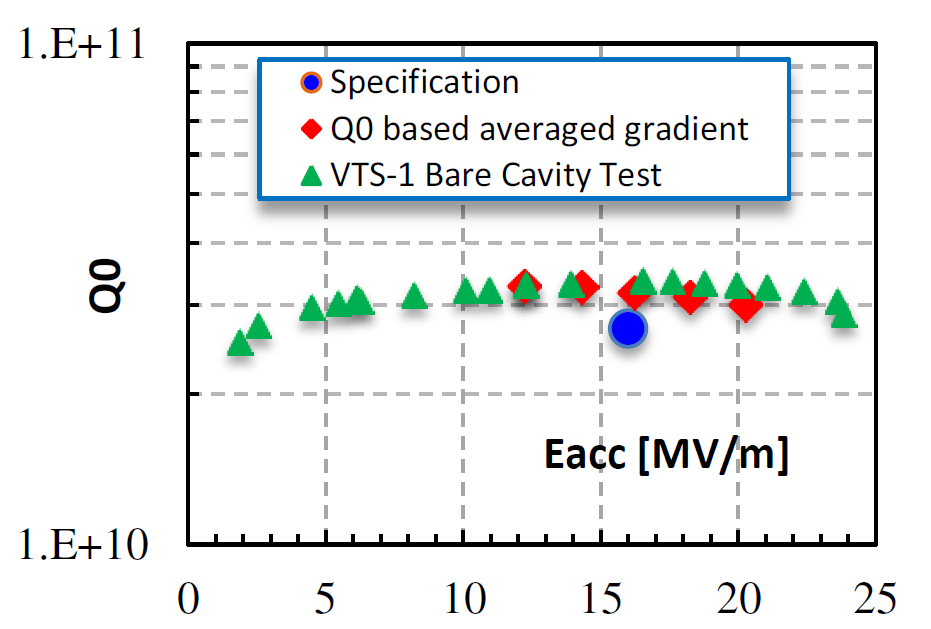 1.E+11
Specification
Q0 based averaged gradient
VTS-1 Bare Cavity Test
Q0
Eacc [MV/m]
1.E+10
0 5 10 15 20 25